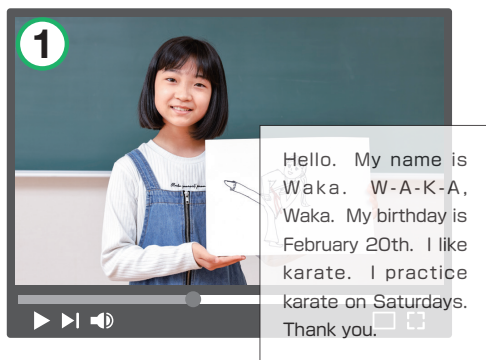 1
Hello. My name is
Waka. W-A-K-A,
Waka. My birthday is
February 20th. I like
karate. I practice
karate on Saturdays.
Thank you.